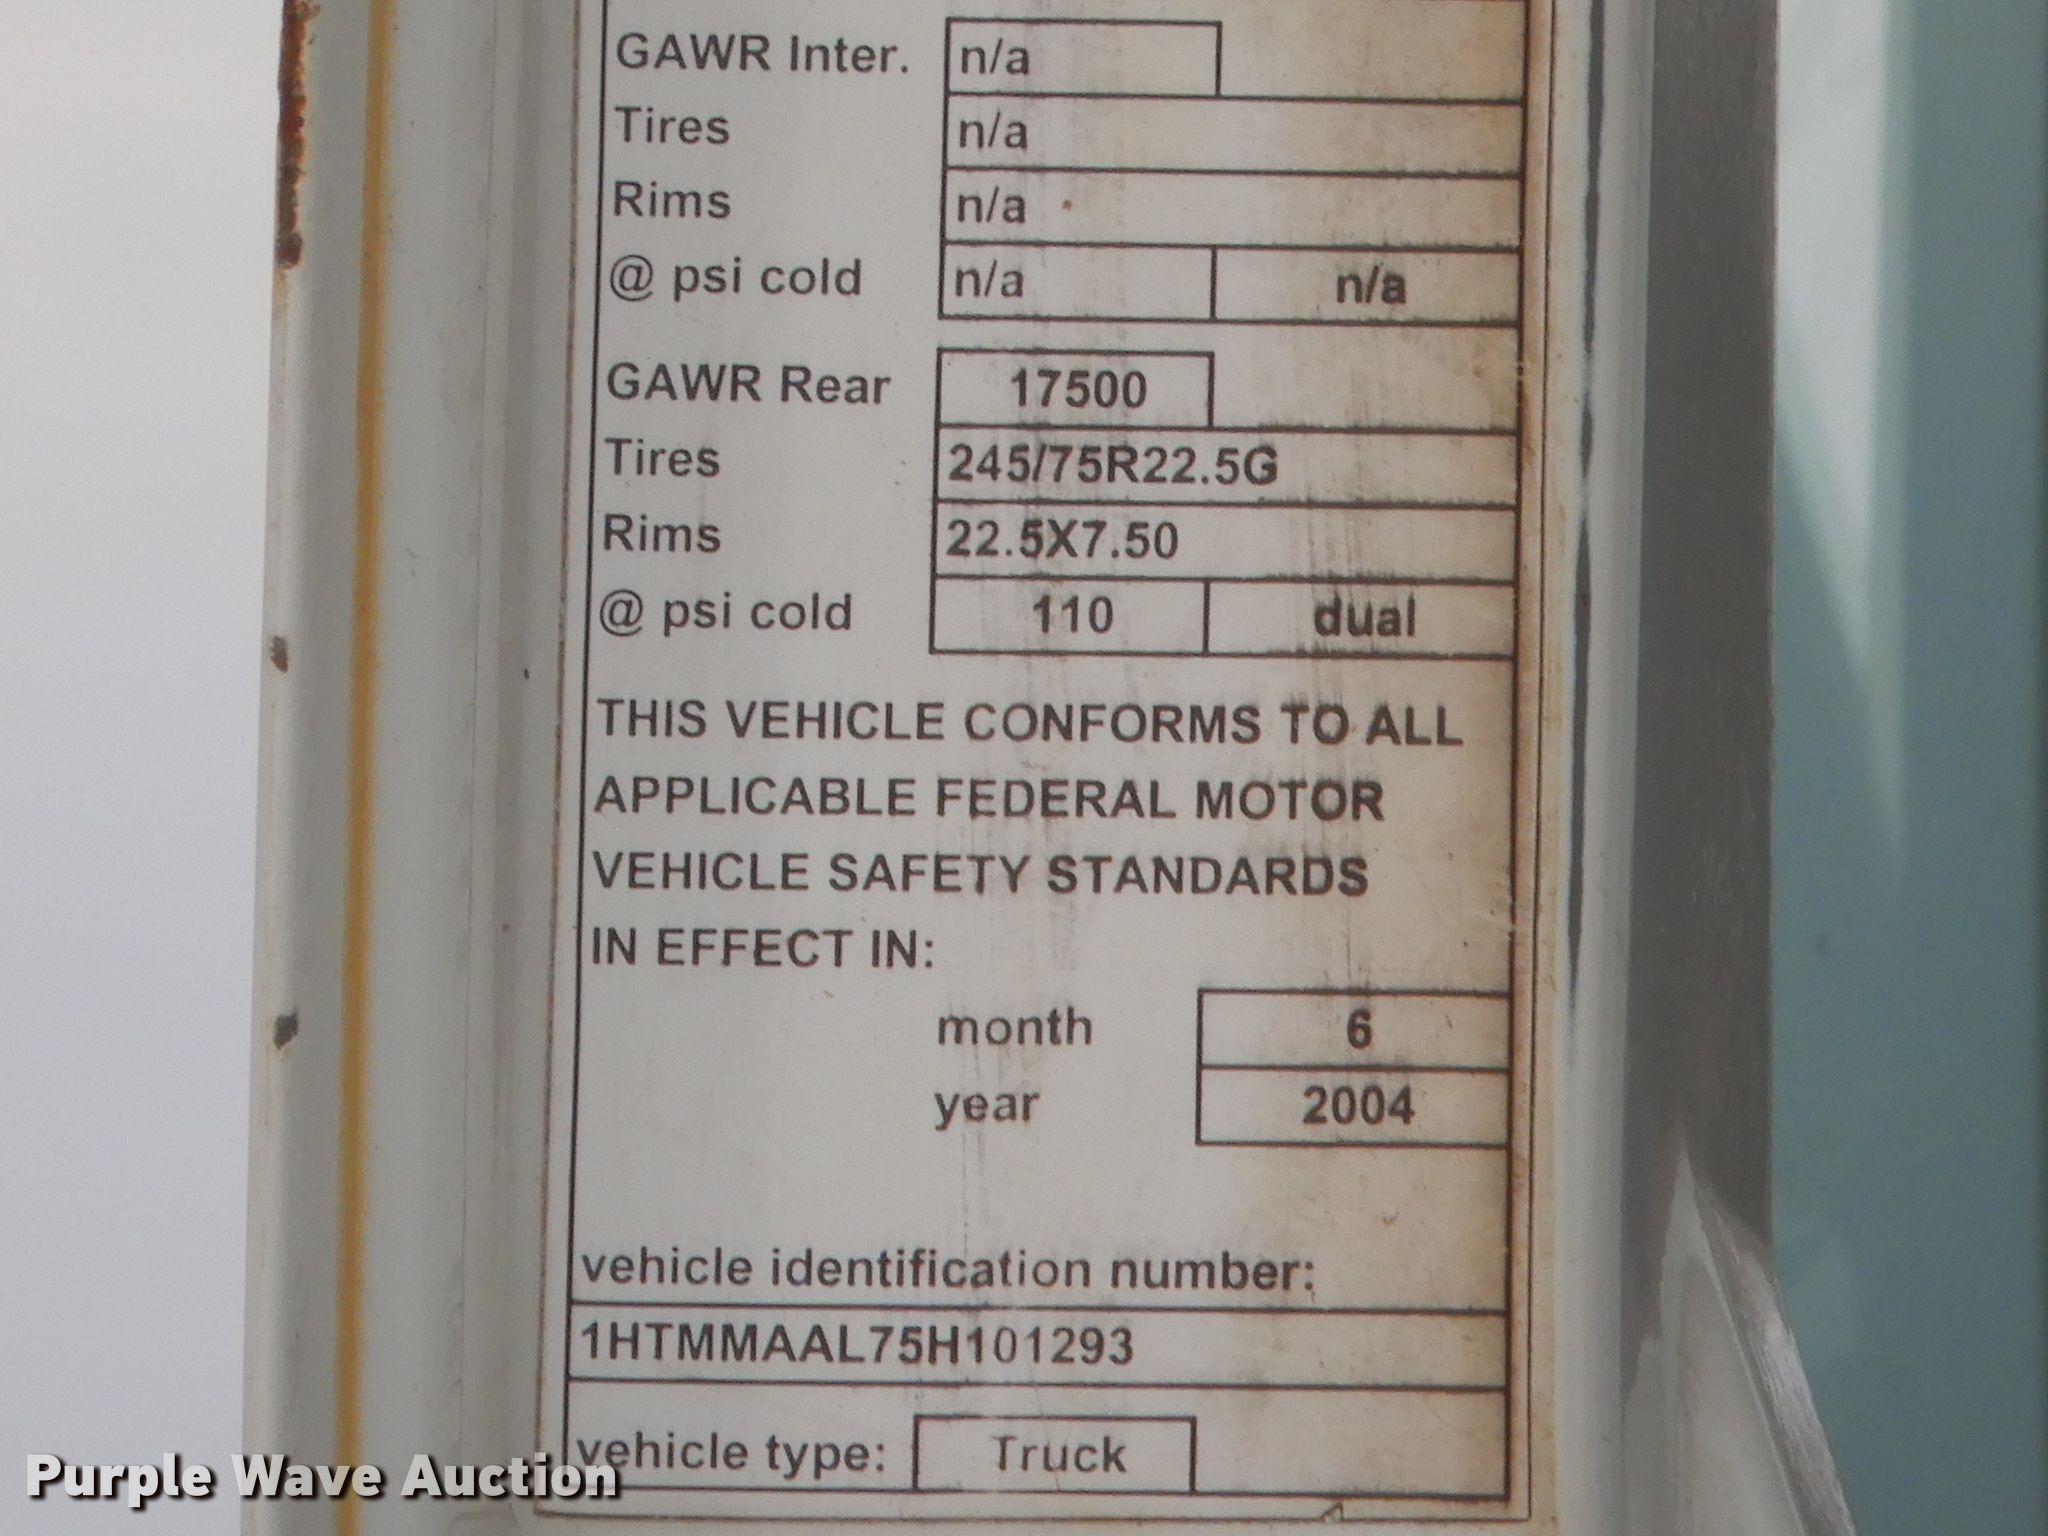 GAWR Inter. n/a
Tires n/a
Rims n/a
@ psi cold n/a n/a
GAWR Rear 17500
Tires 245/75R22.5G
Rims 22.5X7.50
@ psi cold 110 dual
THIS VEHICLE CONFORMS TO ALL
APPLICABLE FEDERAL MOTOR
VEHICLE SAFETY STANDARDS
IN EFFECT IN:
month 6
year 2004
vehicle identification number:
1HTMMAAL75H101293
vehicle type: Truck
Purple Wave Auction